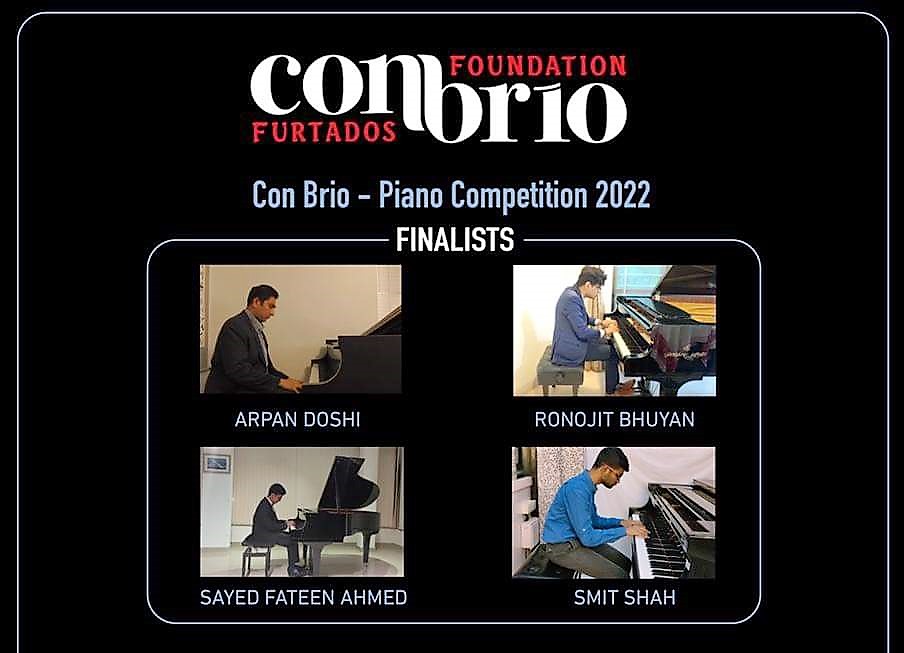 con FOUNDATION
FURTADOS brio
Con Brio - Piano Competition 2022
FINALISTS
ARPAN DOSHI
RONOJIT BHUYAN
SAYED FATEEN AHMED
SMIT SHAH